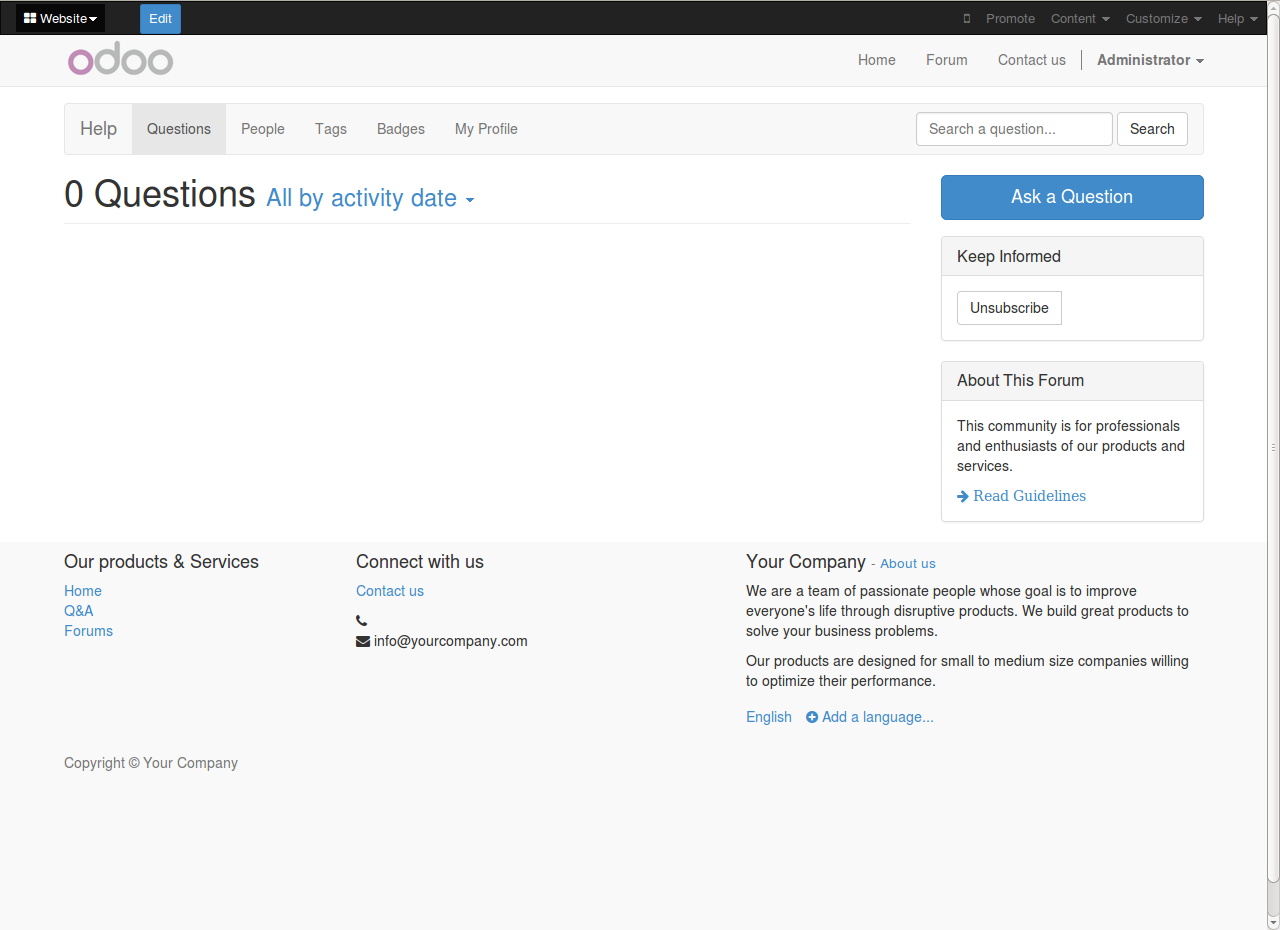 Website Edit Promote Content Customize Help
odoo Home Forum Contact us Administrator
Help Questions People Tags Badges My Profile Search a question... Search
0 Questions All by activity date
Ask a Question
Keep Informed
Unsubscribe
About This Forum
This community is for professionals
and enthusiasts of our products and
services.
Read Guidelines
Our products & Services
Home
Q&A
Forums
Connect with us
Contact us
info@yourcompany.com
Your Company - About us
We are a team of passionate people whose goal is to improve
everyone's life through disruptive products. We build great products to
solve your business problems.
Our products are designed for small to medium size companies willing
to optimize their performance.
English Add a language...
Copyright © Your Company